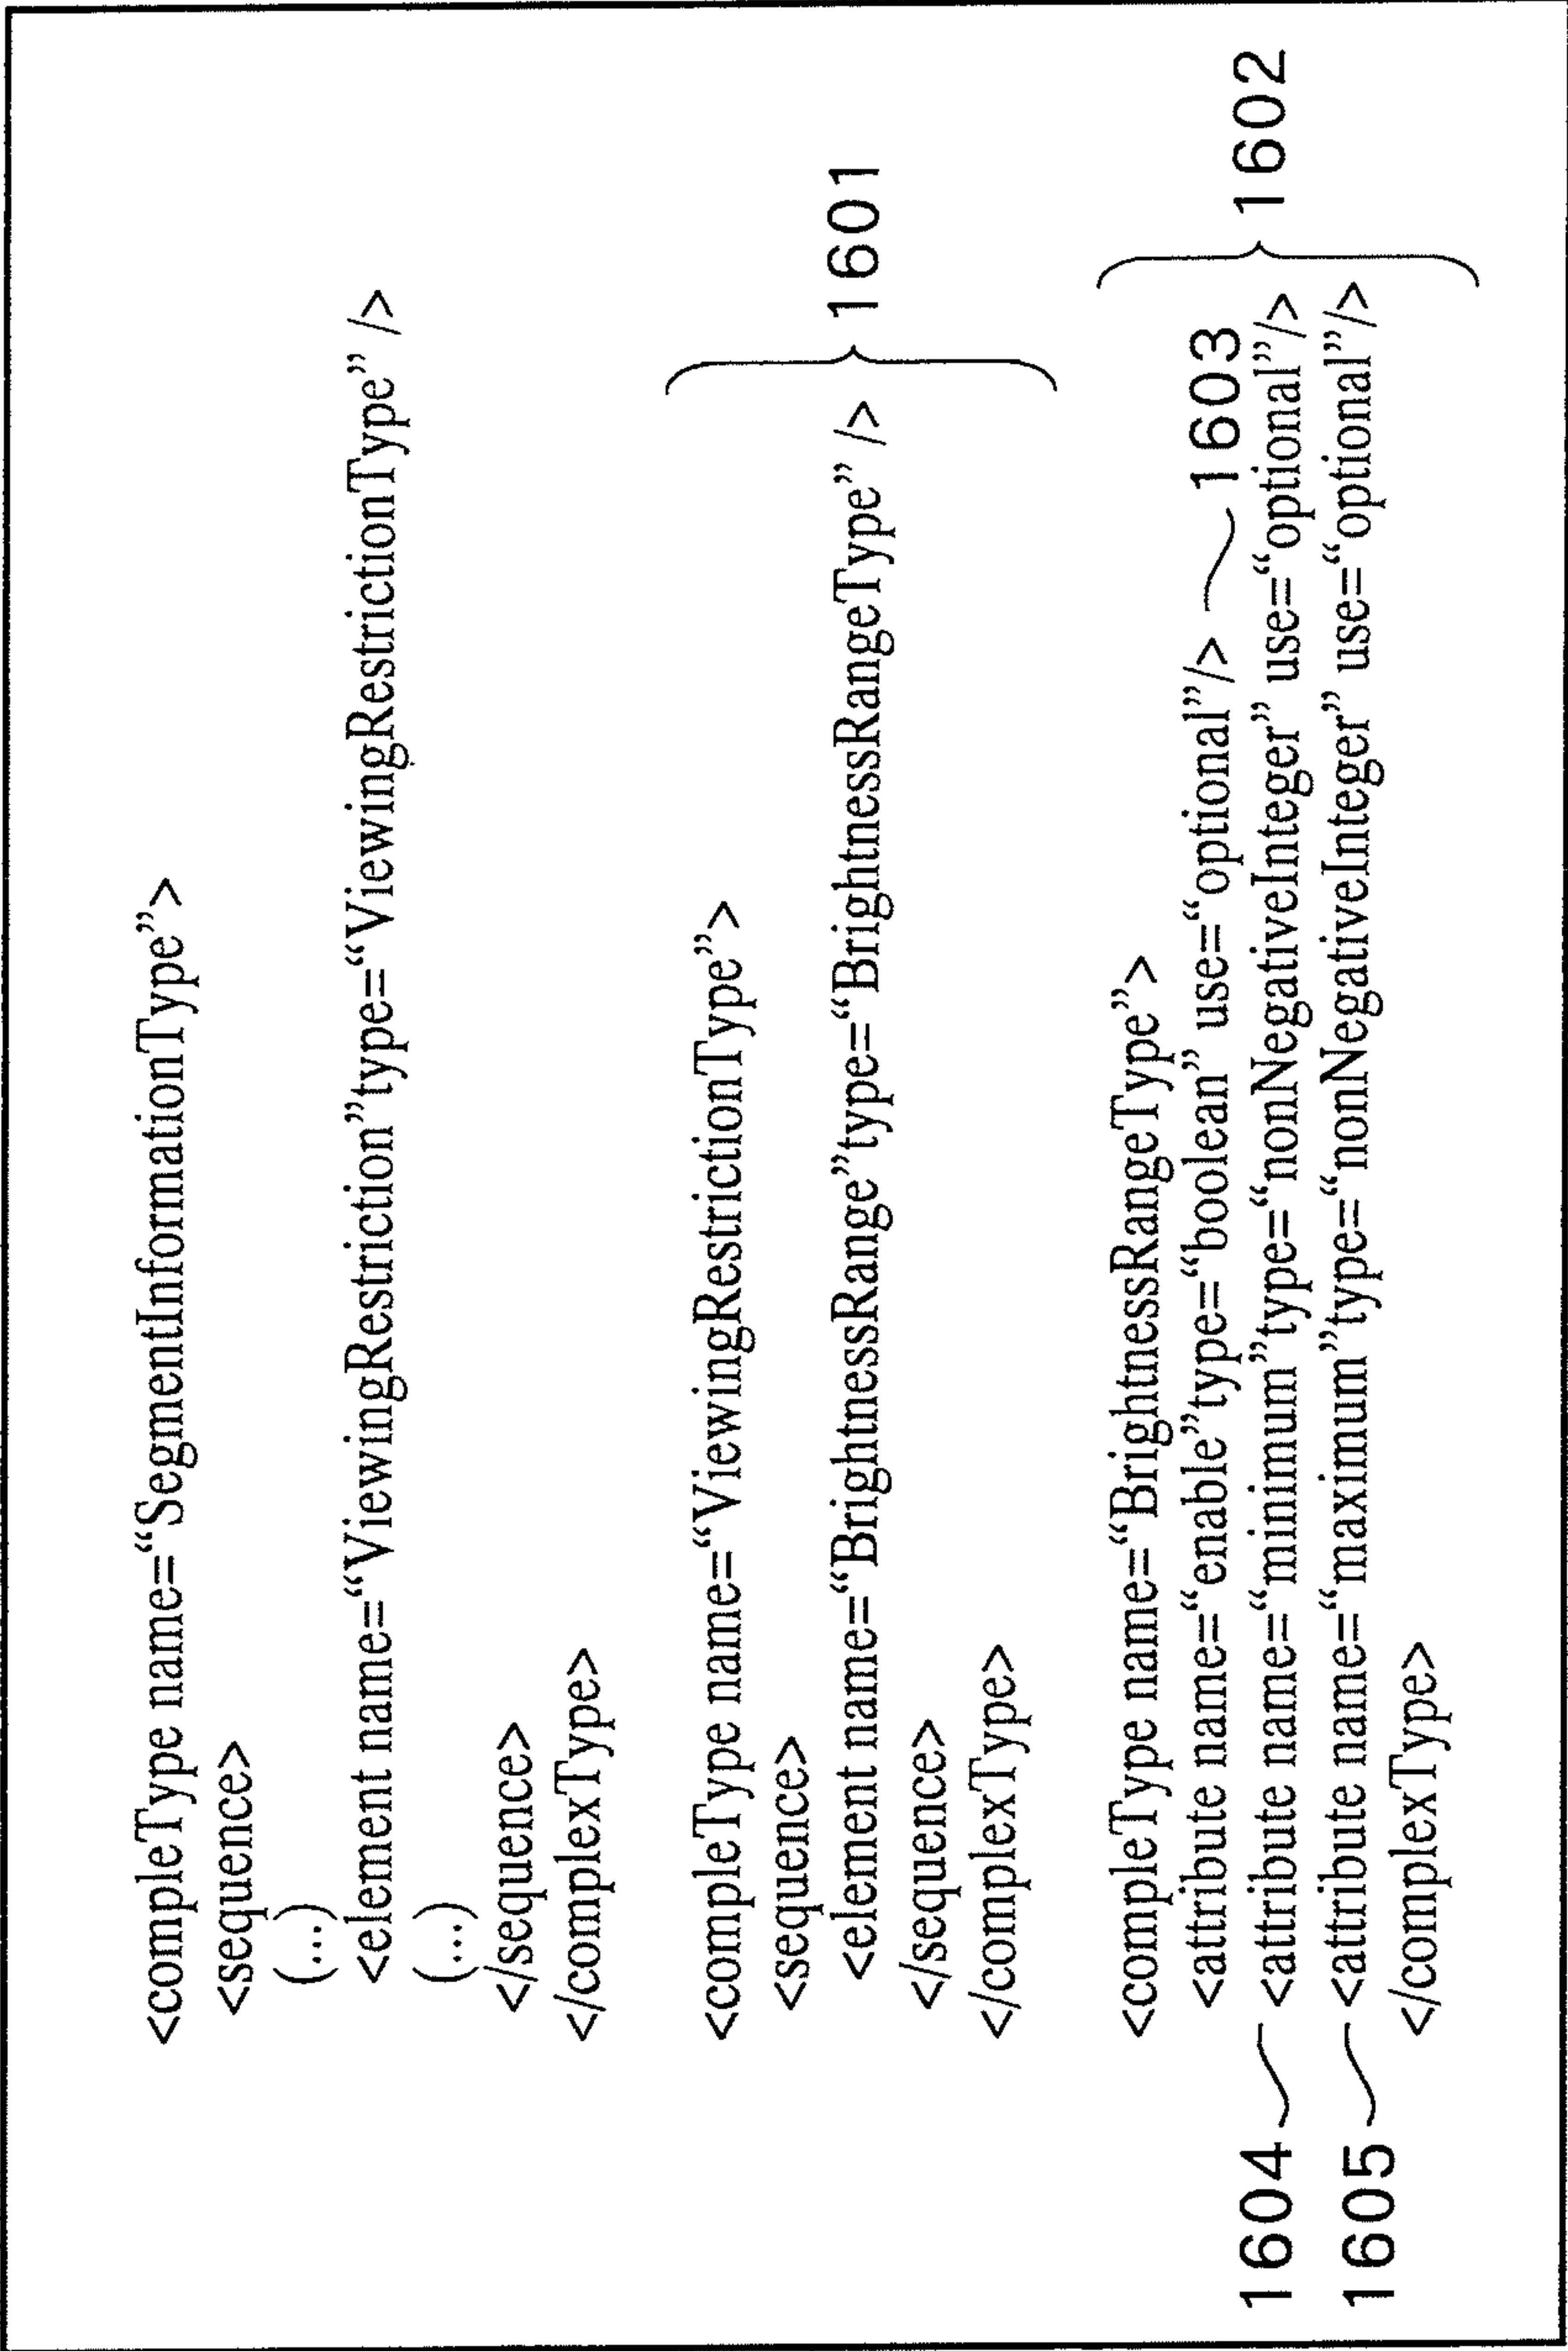 <compleType name=“SegmentInformationType”>
<sequence>
(...)
<element name=“ViewingRestriction”type=“ViewingRestrictionType” />
(...)
</sequence>
</complexType>
<compleType name=“ViewingRestrictionType”>
<sequence>
<element name=“BrightnessRange”type=“BrightnessRangeType” />
</sequence>
</complexType>
1601
<compleType name=“BrightnessRangeType”>
<attribute name=“enable”type=“boolean” use=“optional”/> 1603
1604 <attribute name=“minimum”type=“nonNegativeInteger” use=“optional”/>
1605 <attribute name=“maximum”type=“nonNegativeInteger” use=“optional”/>
</complexType>
1602